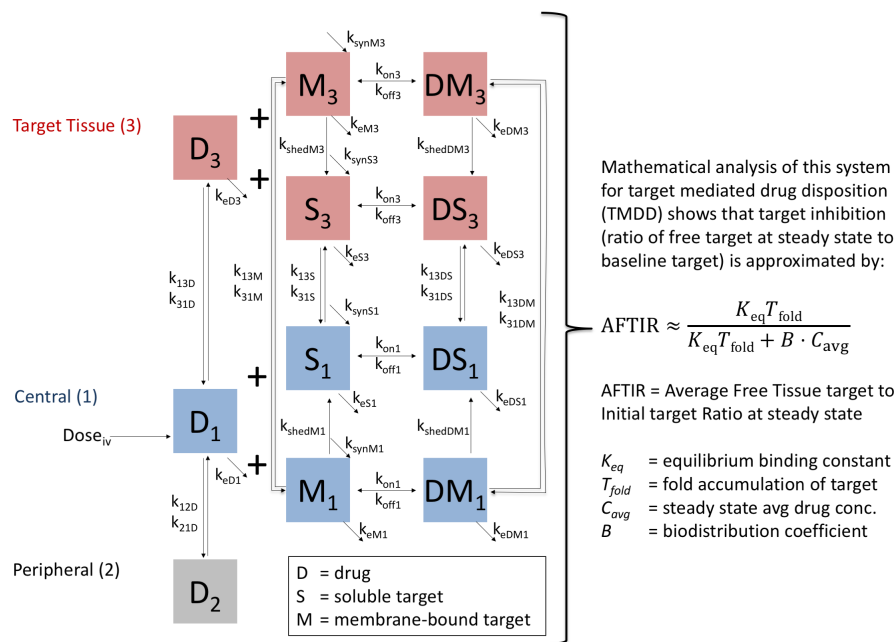 k_synM3
M_3
k_on3
k_off3
DM_3
Target Tissue (3)
+
k_eM3
k_eDM3
D_3
k_shedM3
k_synS3
k_shedDM3
+
k_eD3
S_3
k_on3
k_off3
DS_3
k_eS3
k_eDS3
k_13D
k_31D
k_13M
k_31M
k_13S
k_31S
k_13DS
k_31DS
k_13DM
k_31DM
k_synS1
S_1
k_on1
k_off1
DS_1
+
Central (1)
k_eS1
k_eDS1
D_1
Dose_iv
k_shedM1
k_synM1
k_shedDM1
+
k_eD1
M_1
k_on1
k_off1
DM_1
k_12D
k_21D
k_eM1
k_eDM1
Peripheral (2)
D_2
D = drug
S = soluble target
M = membrane-bound target
Mathematical analysis of this system
for target mediated drug disposition
(TMDD) shows that target inhibition
(ratio of free target at steady state to
baseline target) is approximated by:
AFTIR ≈ K_eq T_fold / (K_eq T_fold + B · C_avg)
AFTIR = Average Free Tissue target to
Initial target Ratio at steady state
K_eq = equilibrium binding constant
T_fold = fold accumulation of target
C_avg = steady state avg drug conc.
B = biodistribution coefficient